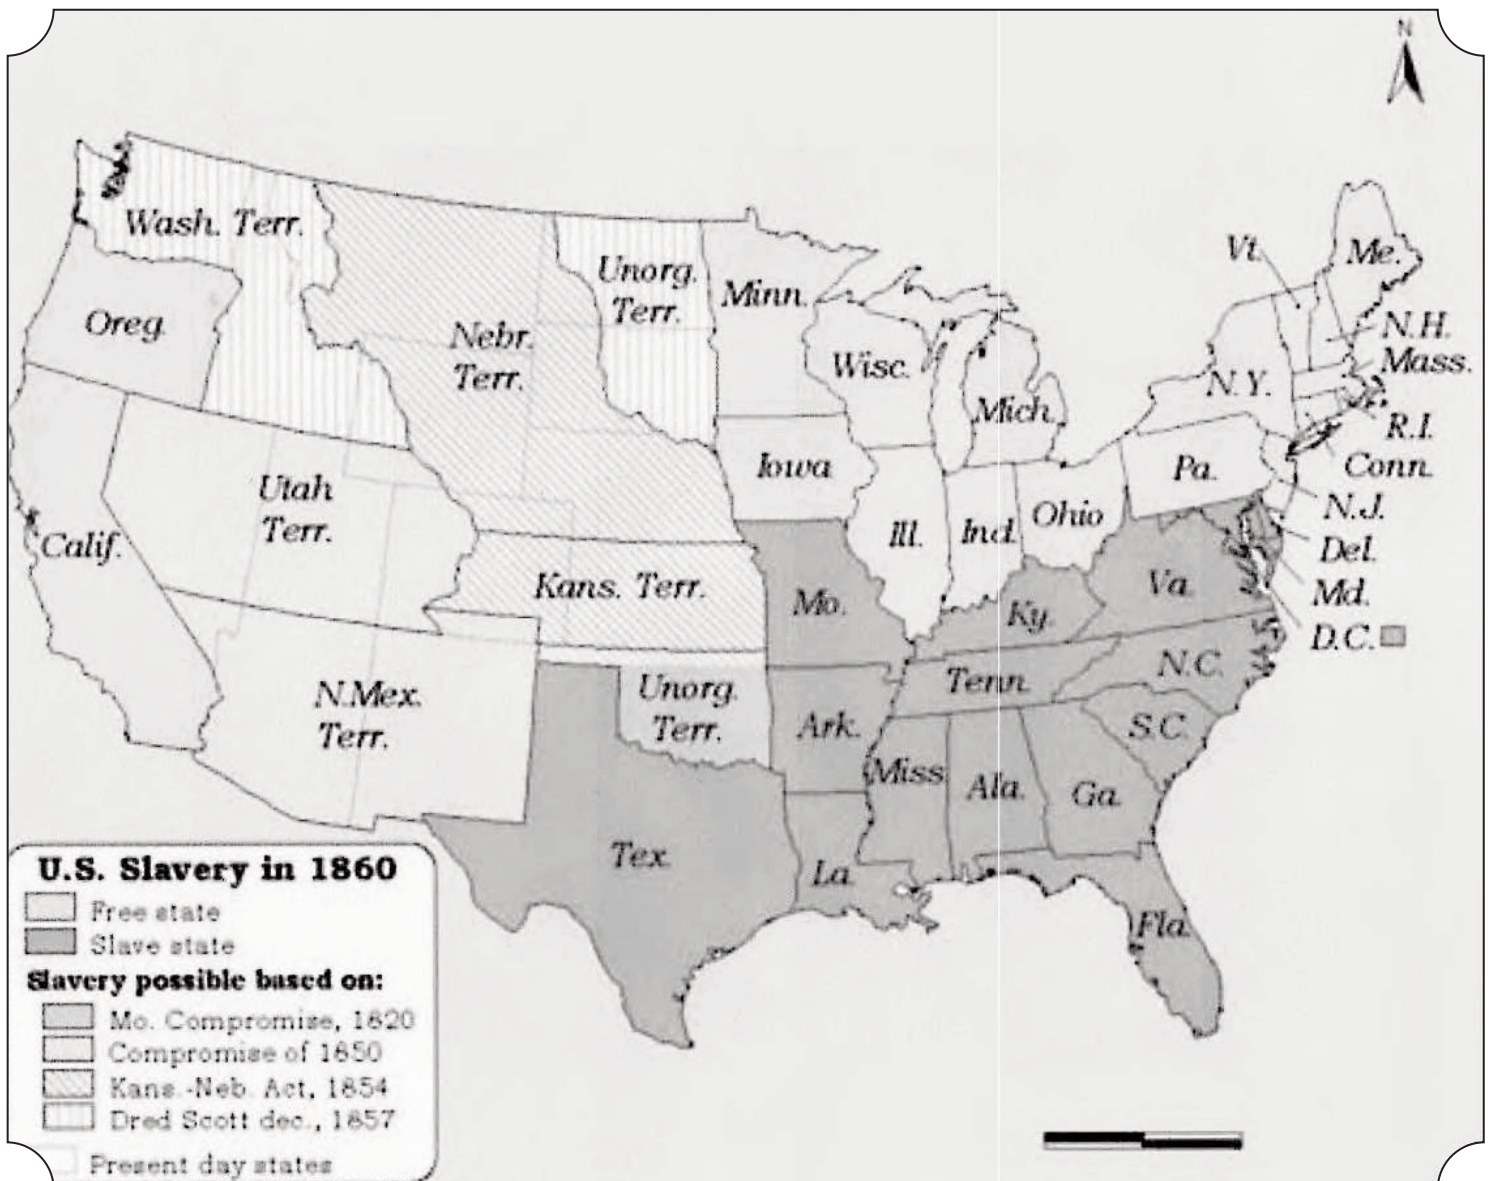 N
Wash. Terr.
Oreg.
Calif.
Utah
Terr.
N.Mex.
Terr.
Nebr.
Terr.
Kans. Terr.
Unorg.
Terr.
Unorg.
Terr.
Tex.
Minn.
Iowa
Mo.
Ark.
La.
Wisc.
Ill.
Mich.
Ind.
Ohio
Ky.
Tenn.
Miss.
Ala.
Ga.
Fla.
S.C.
N.C.
Va.
Pa.
N.Y.
Vt.
Me.
N.H.
Mass.
R.I.
Conn.
N.J.
Del.
Md.
D.C.
U.S. Slavery in 1860
Free state
Slave state
Slavery possible based on:
Mo. Compromise, 1820
Compromise of 1850
Kans.-Neb. Act, 1854
Dred Scott dec., 1857
Present day states